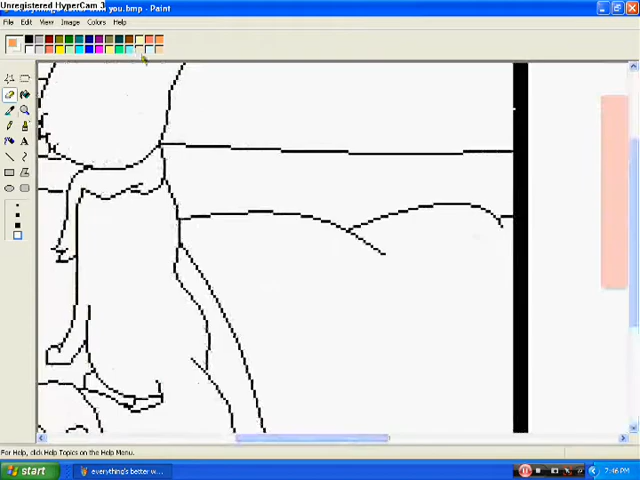 Unregistered HyperCam 3
you.bmp - Paint
File Edit View Image Colors Help
A
For Help, click Help Topics on the Help Menu.
start
everything's better w...
7:46 PM